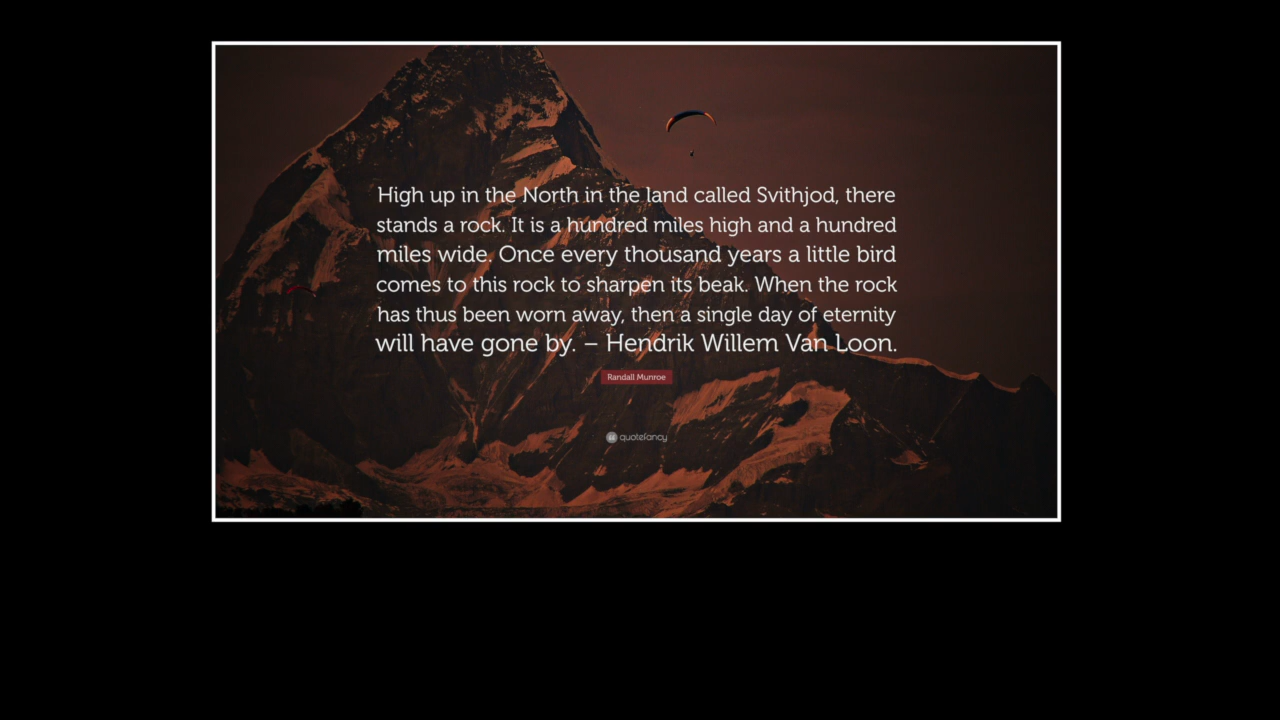 High up in the North in the land called Svithjod, there
stands a rock. It is a hundred miles high and a hundred
miles wide. Once every thousand years a little bird
comes to this rock to sharpen its beak. When the rock
has thus been worn away, then a single day of eternity
will have gone by. – Hendrik Willem Van Loon.
Randall Munroe
quotefancy